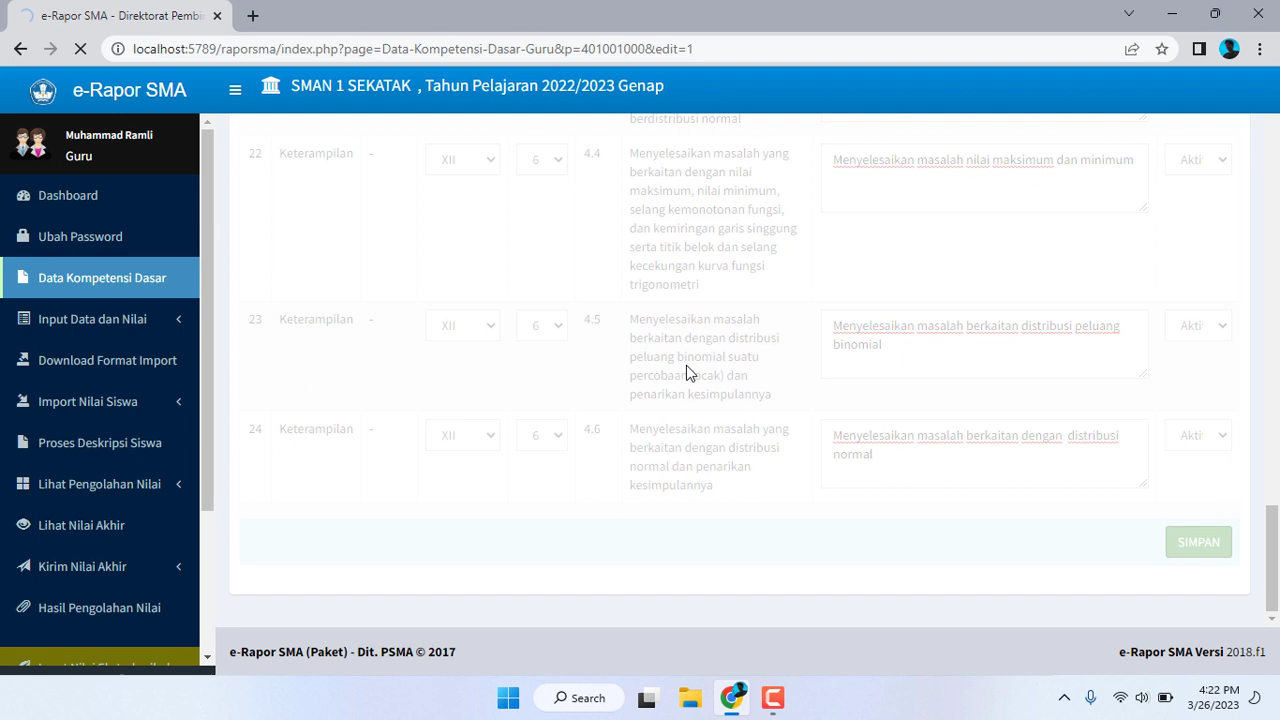 e-Rapor SMA - Direktorat Pembin
localhost:5789/raporsma/index.php?page=Data-Kompetensi-Dasar-Guru&p=401001000&edit=1
e-Rapor SMA
SMAN 1 SEKATAK , Tahun Pelajaran 2022/2023 Genap
Muhammad Ramli
Guru
Dashboard
Ubah Password
Data Kompetensi Dasar
Input Data dan Nilai
Download Format Import
Import Nilai Siswa
Proses Deskripsi Siswa
Lihat Pengolahan Nilai
Lihat Nilai Akhir
Kirim Nilai Akhir
Hasil Pengolahan Nilai
berdistribusi normal
22 Keterampilan - XII 6 4.4 Menyelesaikan masalah yang
berkaitan dengan nilai
maksimum, nilai minimum,
selang kemonotonan fungsi,
dan kemiringan garis singgung
serta titik belok dan selang
kecekungan kurva fungsi
trigonometri
Menyelesaikan masalah nilai maksimum dan minimum
Akti
23 Keterampilan - XII 6 4.5 Menyelesaikan masalah
berkaitan dengan distribusi
peluang binomial suatu
percobaan acak) dan
penarikan kesimpulannya
Menyelesaikan masalah berkaitan distribusi peluang
binomial
Akti
24 Keterampilan - XII 6 4.6 Menyelesaikan masalah yang
berkaitan dengan distribusi
normal dan penarikan
kesimpulannya
Menyelesaikan masalah berkaitan dengan distribusi
normal
Akti
SIMPAN
e-Rapor SMA (Paket) - Dit. PSMA © 2017
e-Rapor SMA Versi 2018.f1
Search
4:22 PM
3/26/2023